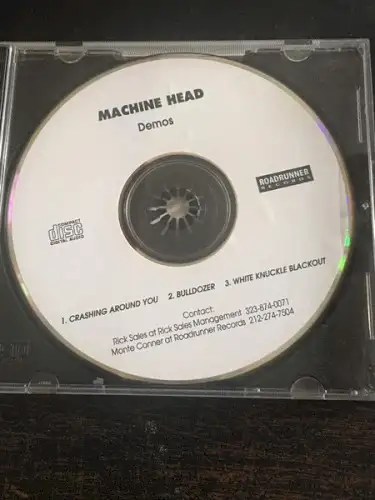 MACHINE HEAD
Demos
ROADRUNNER
RECORDS
COMPACT
disc
DIGITAL AUDIO
1. CRASHING AROUND YOU 2. BULLDOZER 3. WHITE KNUCKLE BLACKOUT
Contact:
Rick Sales at Rick Sales Management 323-874-0071
Monte Conner at Roadrunner Records 212-274-7504